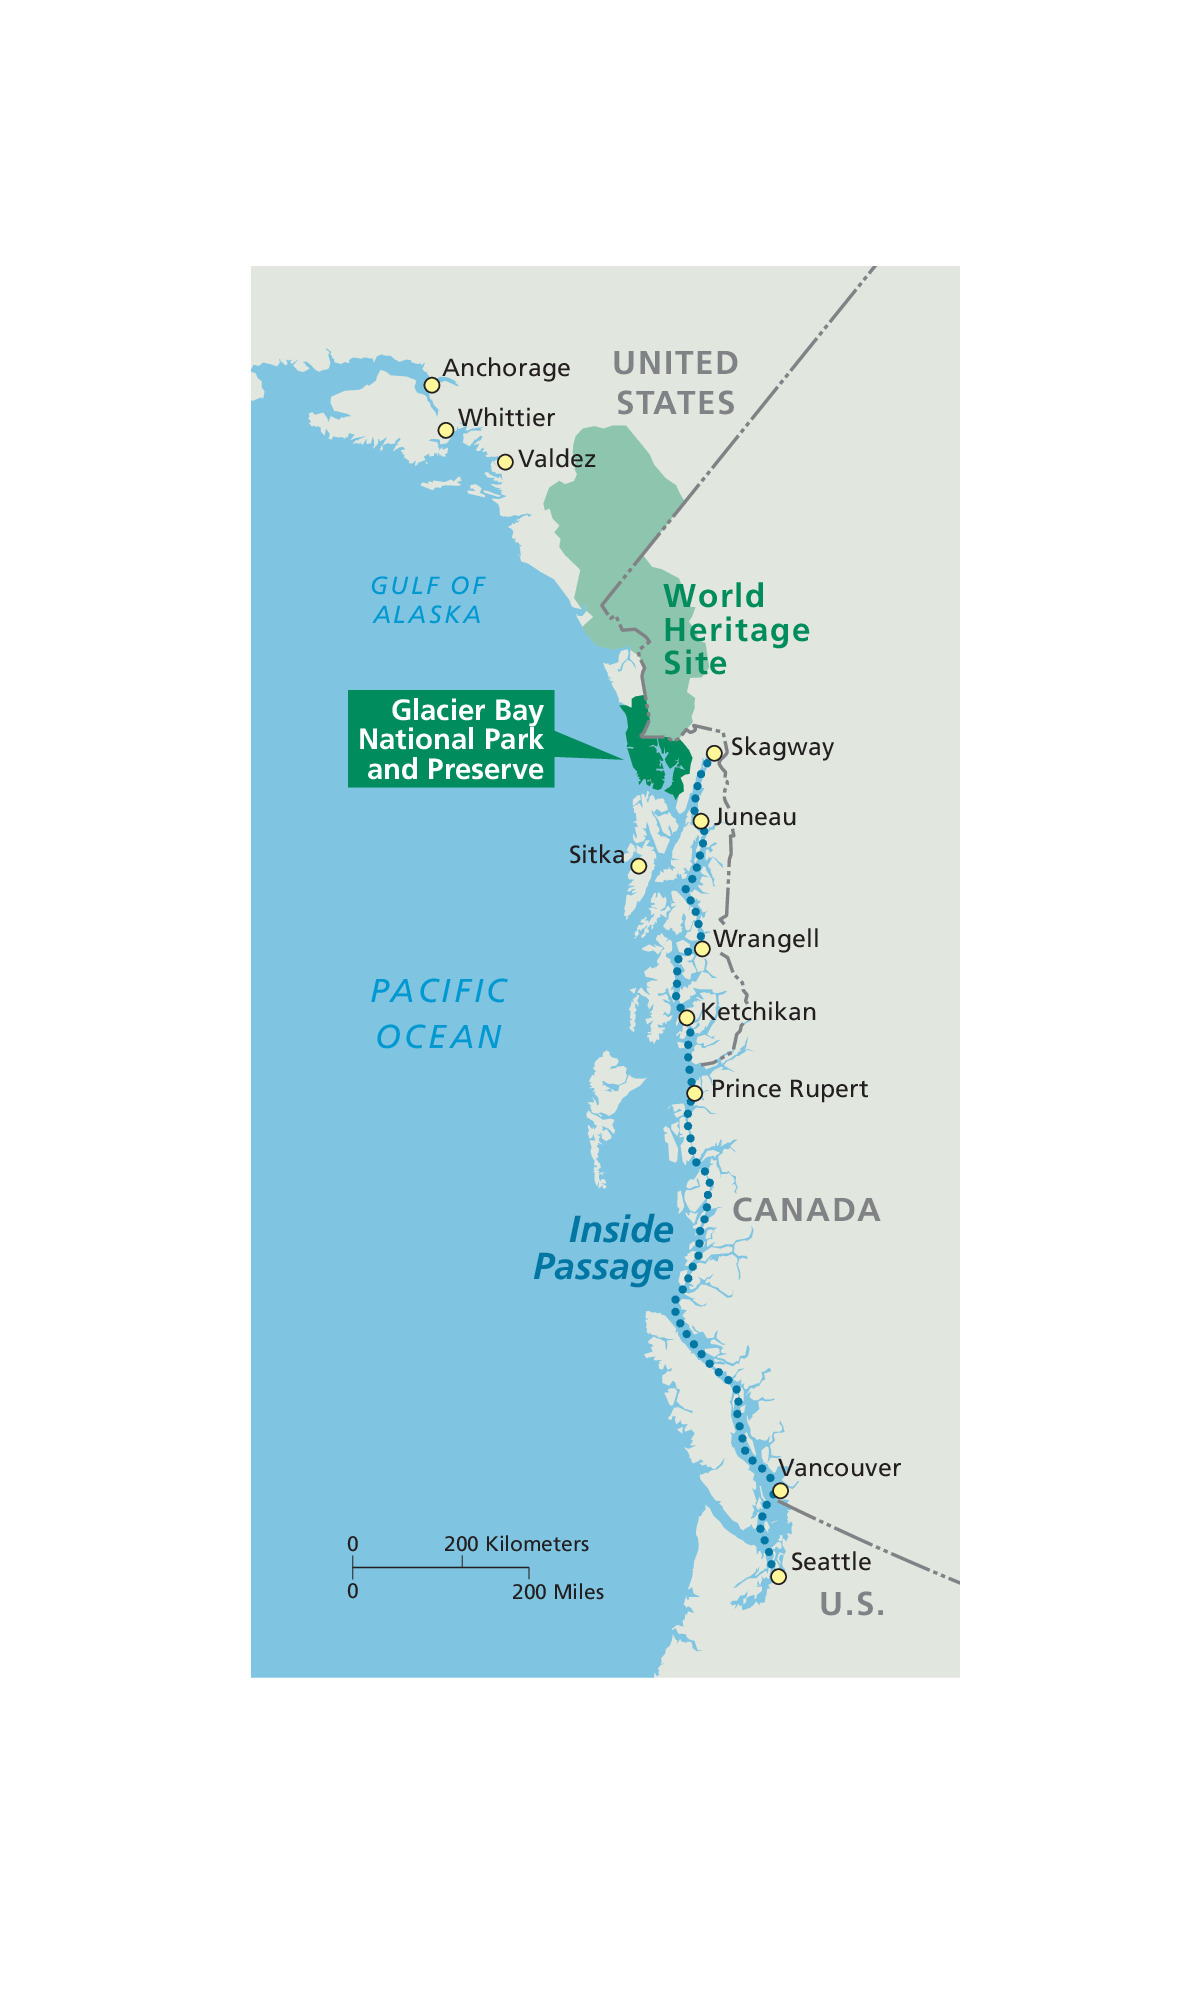 UNITED
STATES
Anchorage
Whittier
Valdez
GULF OF
ALASKA
World
Heritage
Site
Glacier Bay
National Park
and Preserve
Skagway
Juneau
Sitka
Wrangell
PACIFIC
OCEAN
Ketchikan
Prince Rupert
CANADA
Inside
Passage
Vancouver
0 200 Kilometers
0 200 Miles
Seattle
U.S.